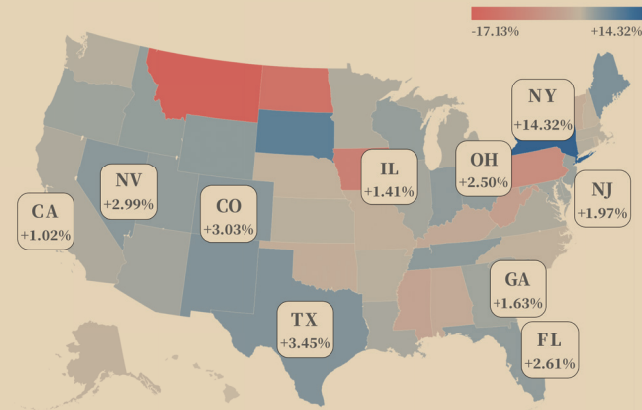 -17.13%
+14.32%
NY
+14.32%
IL
+1.41%
OH
+2.50%
NV
+2.99%
CO
+3.03%
NJ
+1.97%
CA
+1.02%
GA
+1.63%
TX
+3.45%
FL
+2.61%